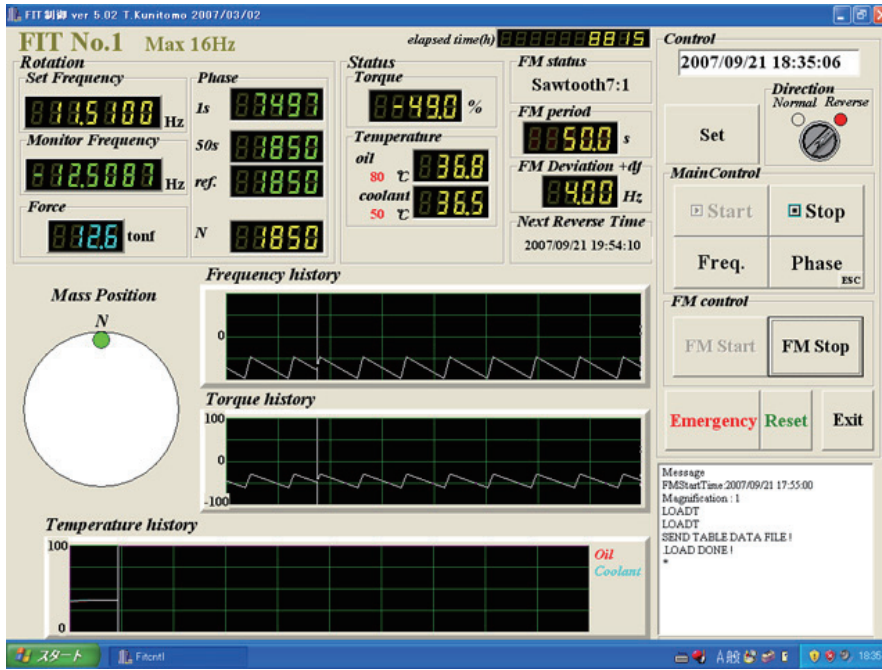 FIT制御 ver 5.02 T.Kunitomo 2007/03/02
FIT No.1 Max 16Hz
elapsed time(h) 8815
Rotation
Set Frequency
11.5100 Hz
Monitor Frequency
-12.5087 Hz
Force
12.6 tonf
Phase
1s 7497
50s 1850
ref. 1850
N 1850
Status
Torque
-49.0 %
Temperature
oil
80 ℃ 36.8
coolant
50 ℃ 36.5
FM status
Sawtooth7:1
FM period
50.0 s
FM Deviation +df
4.00 Hz
Next Reverse Time
2007/09/21 19:54:10
Control
2007/09/21 18:35:06
Set
Direction
Normal Reverse
MainControl
Start
Stop
Freq.
Phase
ESC
FM control
FM Start
FM Stop
Emergency
Reset
Exit
Mass Position
N
Frequency history
0
Torque history
100
0
-100
Temperature history
100
0
Oil
Coolant
Message
FMStartTime:2007/09/21 17:55:00
Magnification : 1
LOADT
LOADT
SEND TABLE DATA FILE !
.LOAD DONE !
*
スタート
Fitcntl
A 般
18:35